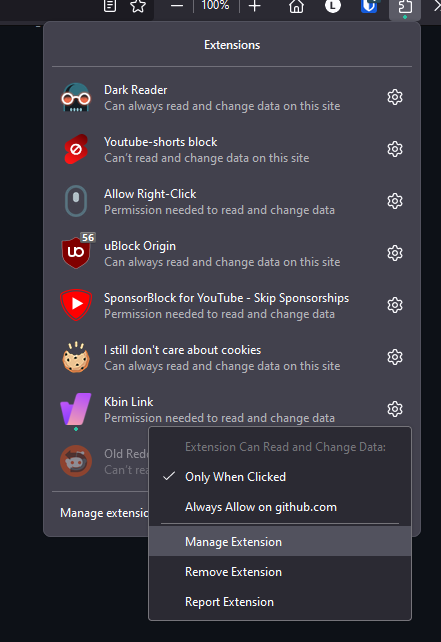 100%
L
Extensions
Dark Reader
Can always read and change data on this site
Youtube-shorts block
Can't read and change data on this site
Allow Right-Click
Permission needed to read and change data
56
uBlock Origin
Can always read and change data on this site
SponsorBlock for YouTube - Skip Sponsorships
Permission needed to read and change data
I still don't care about cookies
Can always read and change data on this site
Kbin Link
Permission needed to read and change data
Old Redd
Can't rea
Manage extensio
Extension Can Read and Change Data:
Only When Clicked
Always Allow on github.com
Manage Extension
Remove Extension
Report Extension